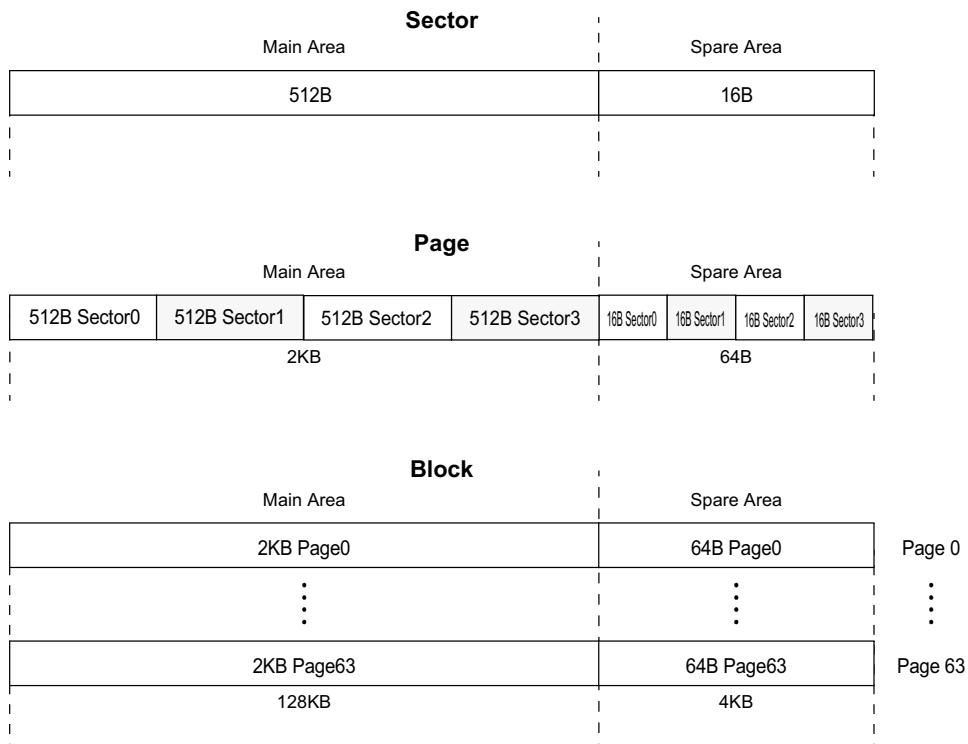 Sector
Main Area Spare Area
512B 16B
Page
Main Area Spare Area
512B Sector0 512B Sector1 512B Sector2 512B Sector3 16B Sector0 16B Sector1 16B Sector2 16B Sector3
2KB 64B
Block
Main Area Spare Area
2KB Page0 64B Page0 Page 0
2KB Page63 64B Page63 Page 63
128KB 4KB